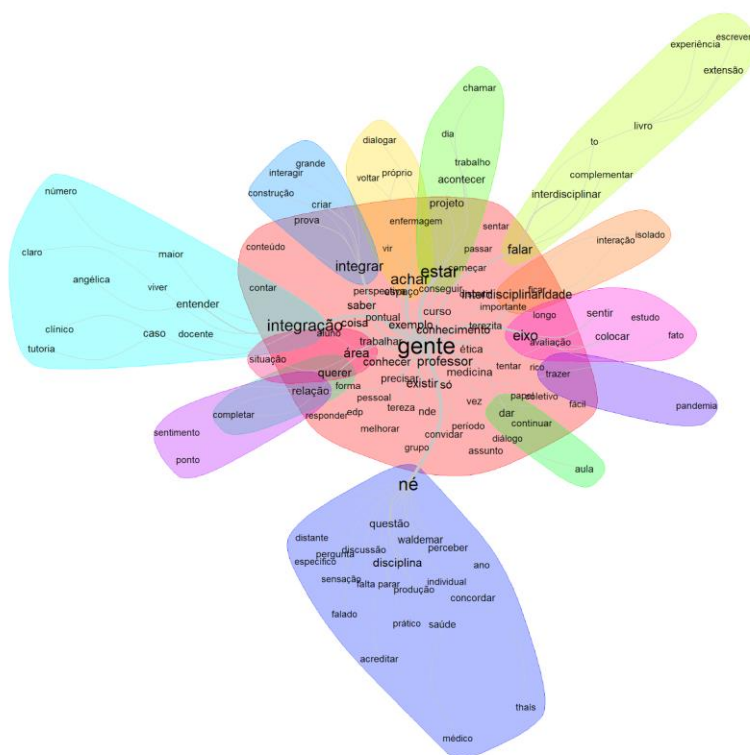 escrever
experiência
extensão
chamar
livro
dia
to
dialogar
grande
trabalho
interagir
próprio
complementar
voltar
acontecer
número
construção
interdisciplinar
criar
projeto
prova
enfermagem
sentar
isolado
interação
falar
conteúdo
vir
passar
claro
maior
integrar
estar
começar
achar
angélica
contar
perspectiva
conseguir
ficar
viver
interdisciplinaridade
saber
importante
entender
curso
longo
sentir
estudo
pontual
terezita
integração
coisa
exemplo
conhecimento
clínico
caso
docente
aluno
eixo
colocar
fato
trabalhar
gente
avaliação
tutoria
situação
área
ética
conhecer
professor
tentar
rico
querer
precisar
medicina
trazer
forma
existir
só
relação
pessoal
papel
coletivo
fácil
pandemia
completar
responder
edp
tereza
nde
vez
dar
continuar
sentimento
melhorar
período
diálogo
convidar
ponto
grupo
assunto
aula
né
questão
distante
waldemar
discussão
perceber
pergunta
específico
disciplina
ano
sensação
individual
falta parar
produção
concordar
falado
prático
saúde
acreditar
thais
médico